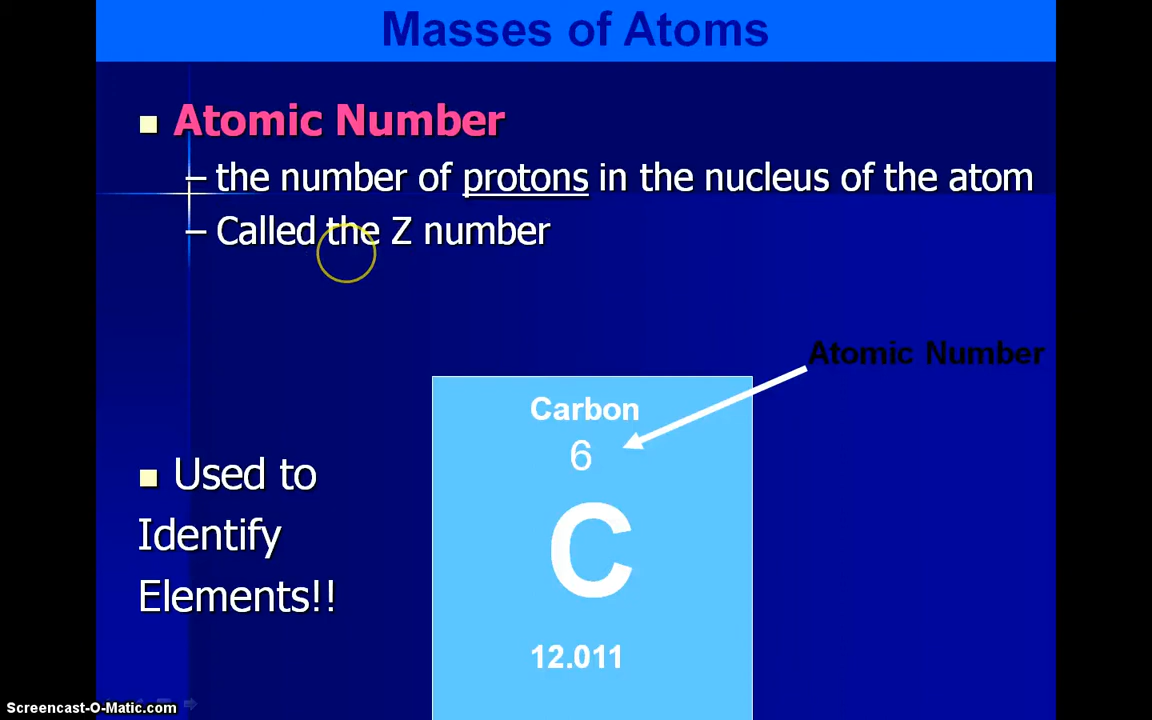 Masses of Atoms
Atomic Number
– the number of protons in the nucleus of the atom
– Called the Z number
Atomic Number
Carbon
6
C
12.011
Used to
Identify
Elements!!
Screencast-O-Matic.com